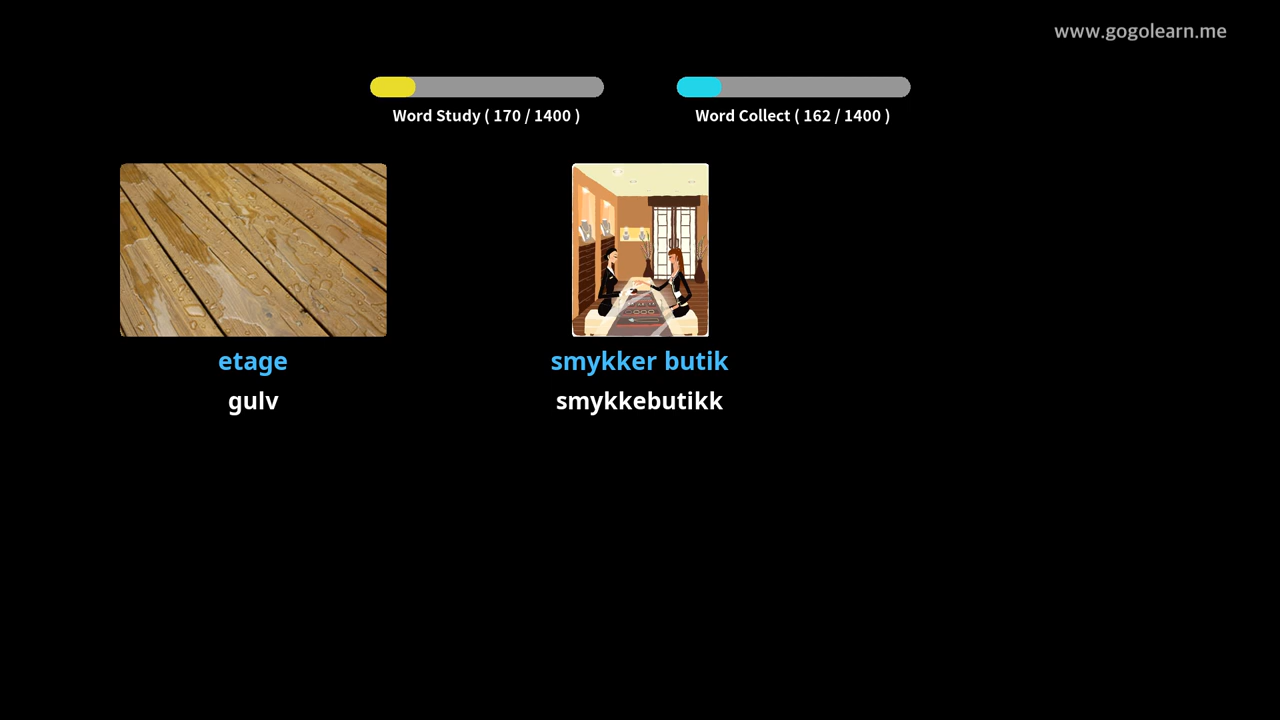 www.gogolearn.me
Word Study ( 170 / 1400 )
Word Collect ( 162 / 1400 )
etage
gulv
smykker butik
smykkebutikk